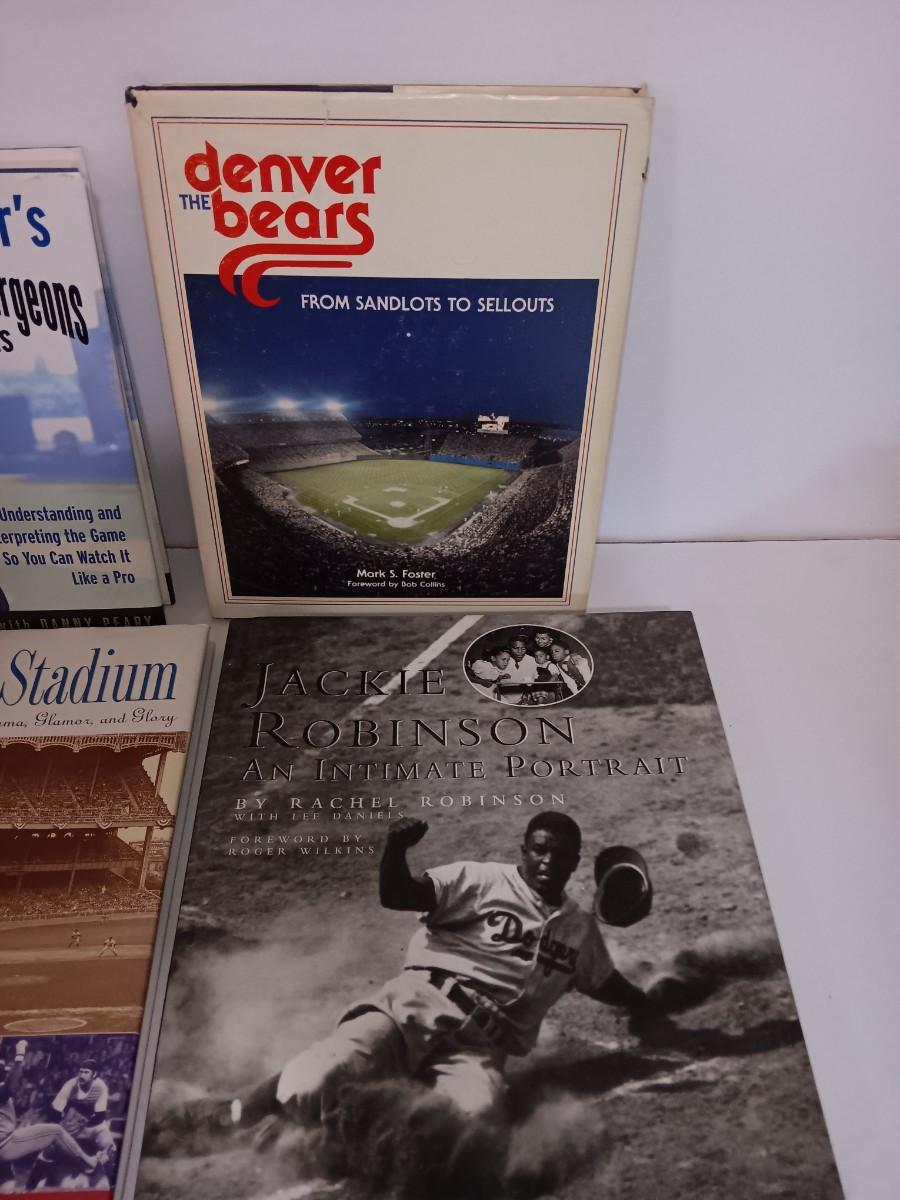 r's
rgeons
s
Understanding and
erpreting the Game
So You Can Watch It
Like a Pro
with DANNY PEARY
denver
THE bears
FROM SANDLOTS TO SELLOUTS
Mark S. Foster
Foreword by Bob Collins
Stadium
ma, Glamor, and Glory
JACKIE
ROBINSON
AN INTIMATE PORTRAIT
BY RACHEL ROBINSON
WITH LEE DANIELS
FOREWORD BY
ROGER WILKINS
Dodgers